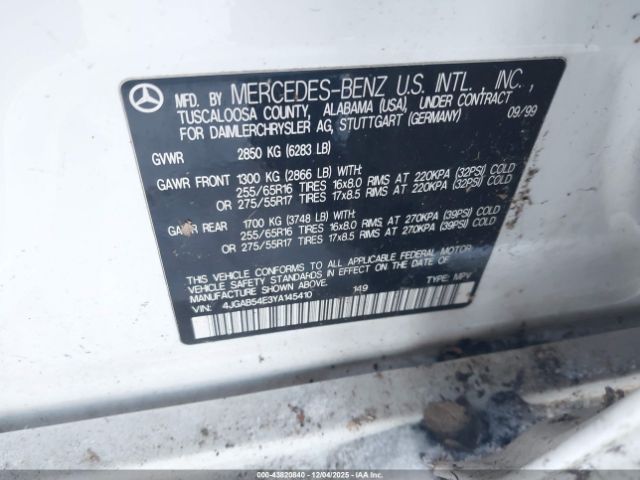 MFD. BY MERCEDES-BENZ U.S. INTL., INC.,
TUSCALOOSA COUNTY, ALABAMA (USA), UNDER CONTRACT
FOR DAIMLERCHRYSLER AG, STUTTGART (GERMANY) 09/99
GVWR 2850 KG (6283 LB)
GAWR FRONT 1300 KG (2866 LB) WITH:
255/65R16 TIRES 16x8.0 RIMS AT 220KPA (32PSI) COLD
OR 275/55R17 TIRES 17x8.5 RIMS AT 220KPA (32PSI) COLD
GAWR REAR 1700 KG (3748 LB) WITH:
255/65R16 TIRES 16x8.0 RIMS AT 270KPA (39PSI) COLD
OR 275/55R17 TIRES 17x8.5 RIMS AT 270KPA (39PSI) COLD
THIS VEHICLE CONFORMS TO ALL APPLICABLE FEDERAL MOTOR
VEHICLE SAFETY STANDARDS IN EFFECT ON THE DATE OF
MANUFACTURE SHOWN ABOVE.
VIN: 4JGAB54E3YA145410 149 TYPE: MPV
000-43820840 | 12/04/2025 - IAA